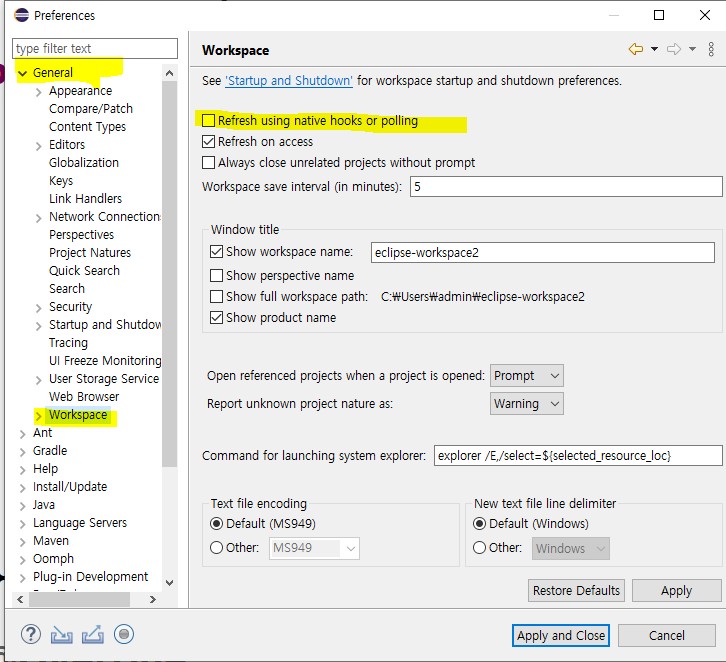 Preferences
type filter text
General
Appearance
Compare/Patch
Content Types
Editors
Globalization
Keys
Link Handlers
Network Connection
Perspectives
Project Natures
Quick Search
Search
Security
Startup and Shutdow
Tracing
UI Freeze Monitoring
User Storage Service
Web Browser
Workspace
Ant
Gradle
Help
Install/Update
Java
Language Servers
Maven
Oomph
Plug-in Development
Workspace
See 'Startup and Shutdown' for workspace startup and shutdown preferences.
Refresh using native hooks or polling
Refresh on access
Always close unrelated projects without prompt
Workspace save interval (in minutes): 5
Window title
Show workspace name: eclipse-workspace2
Show perspective name
Show full workspace path: C:₩Users₩admin₩eclipse-workspace2
Show product name
Open referenced projects when a project is opened: Prompt
Report unknown project nature as: Warning
Command for launching system explorer: explorer /E,/select=${selected_resource_loc}
Text file encoding
Default (MS949)
Other: MS949
New text file line delimiter
Default (Windows)
Other: Windows
Restore Defaults
Apply
Apply and Close
Cancel